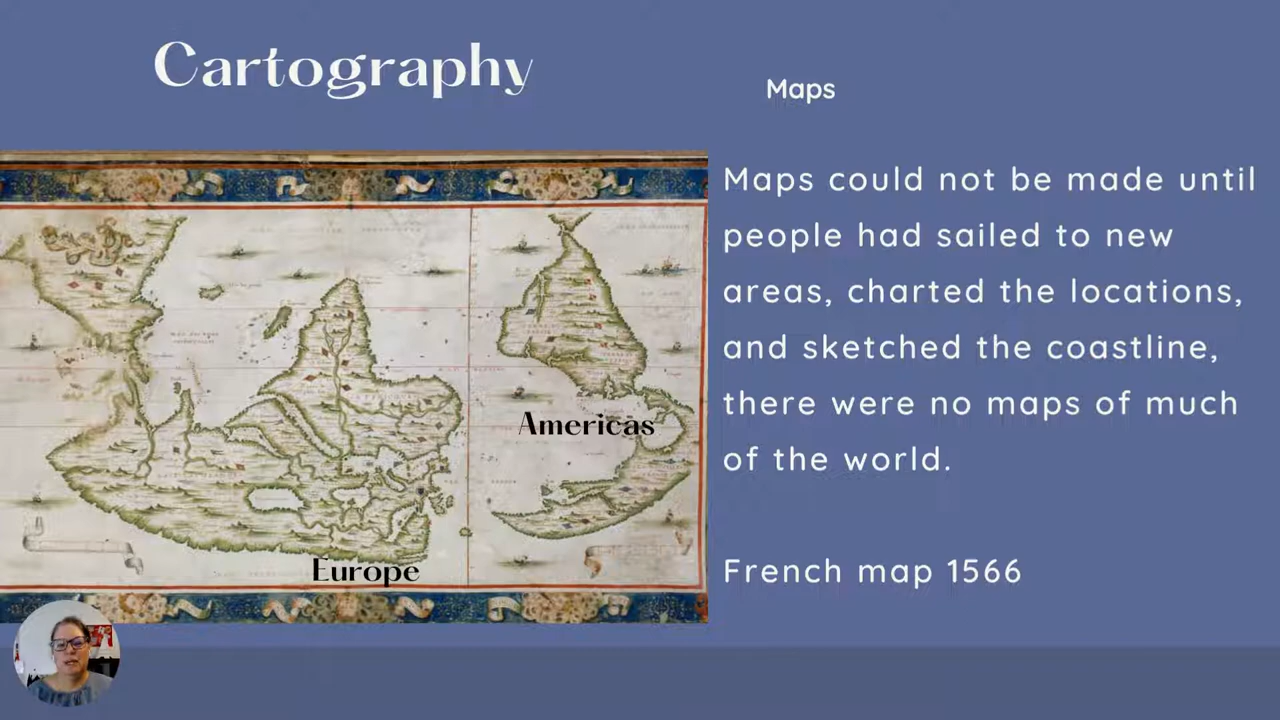 Cartography
Maps
Maps could not be made until
people had sailed to new
areas, charted the locations,
and sketched the coastline,
there were no maps of much
of the world.
French map 1566
Americas
Europe